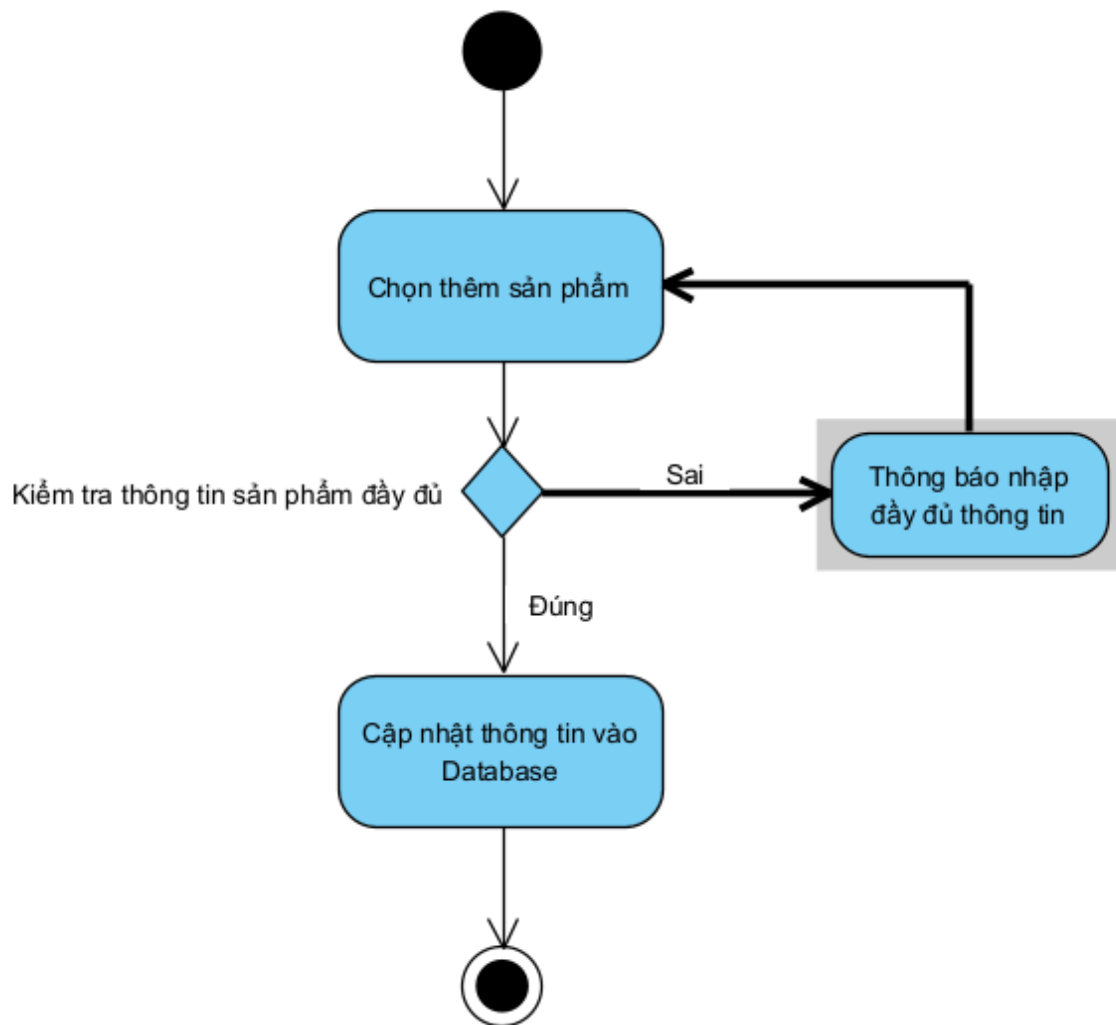 Chọn thêm sản phẩm
Kiểm tra thông tin sản phẩm đầy đủ
Sai
Thông báo nhập
đầy đủ thông tin
Đúng
Cập nhật thông tin vào
Database